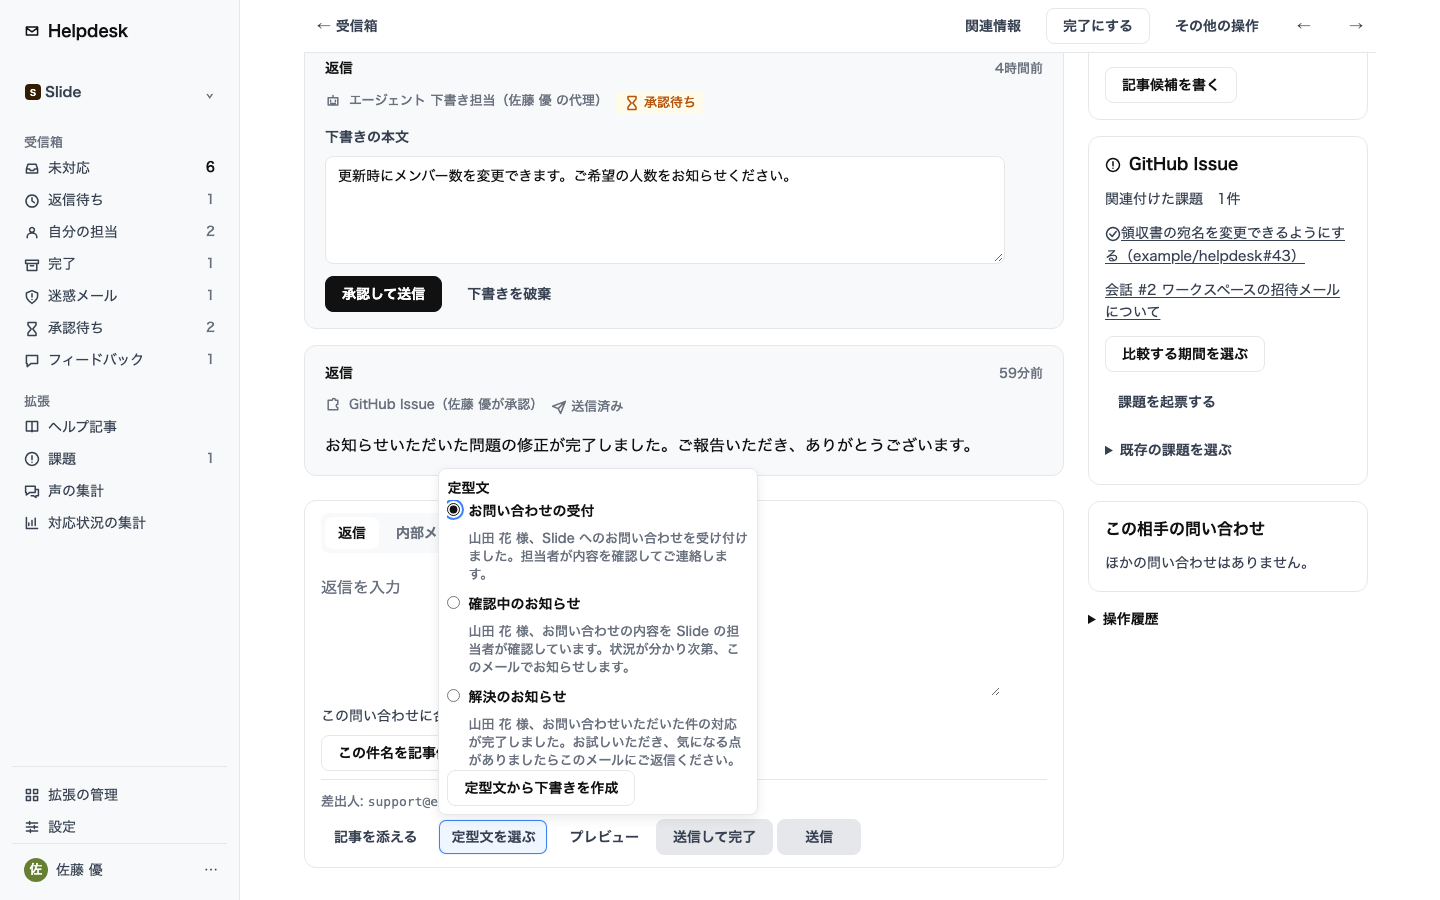 Helpdesk
S Slide
受信箱
未対応 6
返信待ち 1
自分の担当 2
完了 1
迷惑メール 1
承認待ち 2
フィードバック 1
拡張
ヘルプ記事
課題 1
声の集計
対応状況の集計
拡張の管理
設定
佐 佐藤 優 …
← 受信箱
関連情報 完了にする その他の操作 ← →
返信 4時間前
エージェント 下書き担当（佐藤 優 の代理） 承認待ち
下書きの本文
更新時にメンバー数を変更できます。ご希望の人数をお知らせください。
承認して送信 下書きを破棄
返信 59分前
GitHub Issue（佐藤 優が承認） 送信済み
お知らせいただいた問題の修正が完了しました。ご報告いただき、ありがとうございます。
返信 内部メ
返信を入力
この問い合わせに
この件名を記事
差出人: support@e
定型文
お問い合わせの受付
山田 花 様、Slide へのお問い合わせを受け付け
ました。担当者が内容を確認してご連絡しま
す。
確認中のお知らせ
山田 花 様、お問い合わせの内容を Slide の担
当者が確認しています。状況が分かり次第、こ
のメールでお知らせします。
解決のお知らせ
山田 花 様、お問い合わせいただいた件の対応
が完了しました。お試しいただき、気になる点
がありましたらこのメールにご返信ください。
定型文から下書きを作成
記事を添える 定型文を選ぶ プレビュー 送信して完了 送信
記事候補を書く
GitHub Issue
関連付けた課題 1件
領収書の宛名を変更できるようにす
る（example/helpdesk#43）
会話 #2 ワークスペースの招待メール
について
比較する期間を選ぶ
課題を起票する
▶ 既存の課題を選ぶ
この相手の問い合わせ
ほかの問い合わせはありません。
▶ 操作履歴